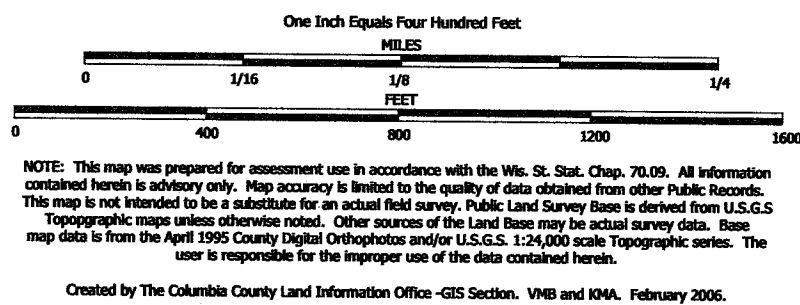 One Inch Equals Four Hundred Feet
MILES
0 1/16 1/8 1/4
FEET
0 400 800 1200 1600
NOTE: This map was prepared for assessment use in accordance with the Wis. St. Stat. Chap. 70.09. All information
contained herein is advisory only. Map accuracy is limited to the quality of data obtained from other Public Records.
This map is not intended to be a substitute for an actual field survey. Public Land Survey Base is derived from U.S.G.S
Topopgraphic maps unless otherwise noted. Other sources of the Land Base may be actual survey data. Base
map data is from the April 1995 County Digital Orthophotos and/or U.S.G.S. 1:24,000 scale Topographic series. The
user is responsible for the improper use of the data contained herein.
Created by The Columbia County Land Information Office -GIS Section. VMB and KMA. February 2006.